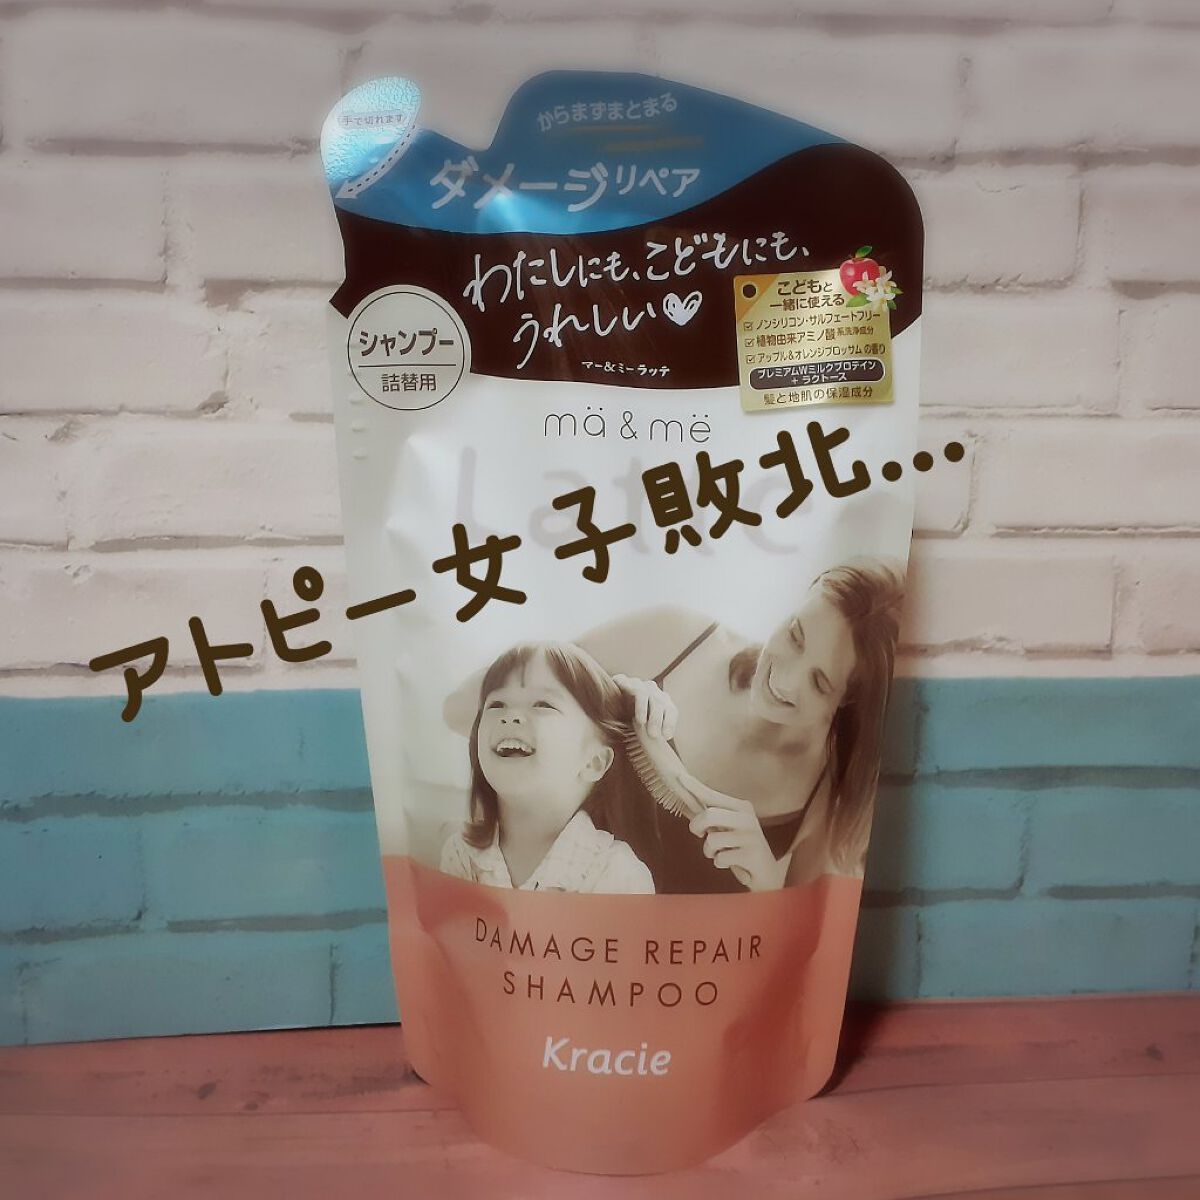 からまずまとまる
手で切れます
ダメージリペア
わたしにも、こどもにも、
うれしい♡
マー&ミー ラッテ
シャンプー
詰替用
こどもと
一緒に使える
ノンシリコン・サルフェートフリー
植物由来アミノ酸系洗浄成分
アップル&オレンジブロッサムの香り
プレミアムWミルクプロテイン
+ラクトース
髪と地肌の保湿成分
mä & më
Latte
アトピー女子敗北...
DAMAGE REPAIR
SHAMPOO
Kracie